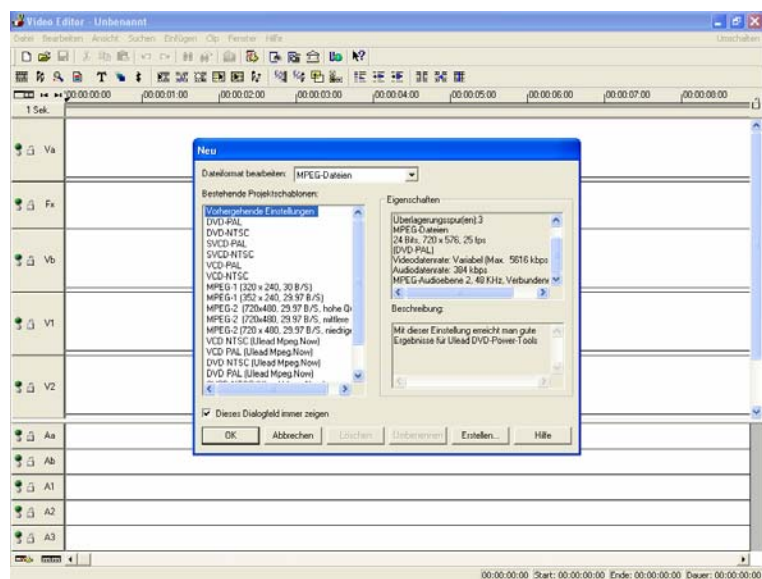 Video Editor - Unbenannt
Datei Bearbeiten Ansicht Suchen Einfügen Clip Fenster Hilfe Umschalten
00:00:00:00 00:00:01:00 00:00:02:00 00:00:03:00 00:00:04:00 00:00:05:00 00:00:06:00 00:00:07:00 00:00:08:00
1 Sek.
Va
Fx
Vb
V1
V2
Aa
Ab
A1
A2
A3
Neu
Dateiformat bearbeiten: MPEG-Dateien
Bestehende Projektschablonen:
Vorhergehende Einstellungen
DVD-PAL
DVD-NTSC
SVCD-PAL
SVCD-NTSC
VCD-PAL
VCD-NTSC
MPEG-1 (320 x 240, 30 B/S)
MPEG-1 (352 x 240, 29.97 B/S)
MPEG-2 (720x480, 29.97 B/S, hohe Qu
MPEG-2 (720x480, 29.97 B/S, mittlere
MPEG-2 (720 x 480, 29.97 B/S, niedrige
VCD NTSC (Ulead Mpeg.Now)
VCD PAL (Ulead Mpeg.Now)
DVD NTSC (Ulead Mpeg.Now)
DVD PAL (Ulead Mpeg.Now)
Eigenschaften
Überlagerungsspur(en):3
MPEG-Dateien
24 Bits, 720 x 576, 25 fps
(DVD-PAL)
Videodatenrate: Variabel (Max. 5616 kbps
Audiodatenrate: 384 kbps
MPEG-Audioebene 2, 48 KHz, Verbundene
Beschreibung:
Mit dieser Einstellung erreicht man gute
Ergebnisse für Ulead DVD-Power-Tools
Dieses Dialogfeld immer zeigen
OK Abbrechen Löschen Umbenennen Erstellen... Hilfe
00:00:00:00 Start: 00:00:00:00 Ende: 00:00:00:00 Dauer: 00:00:00:00